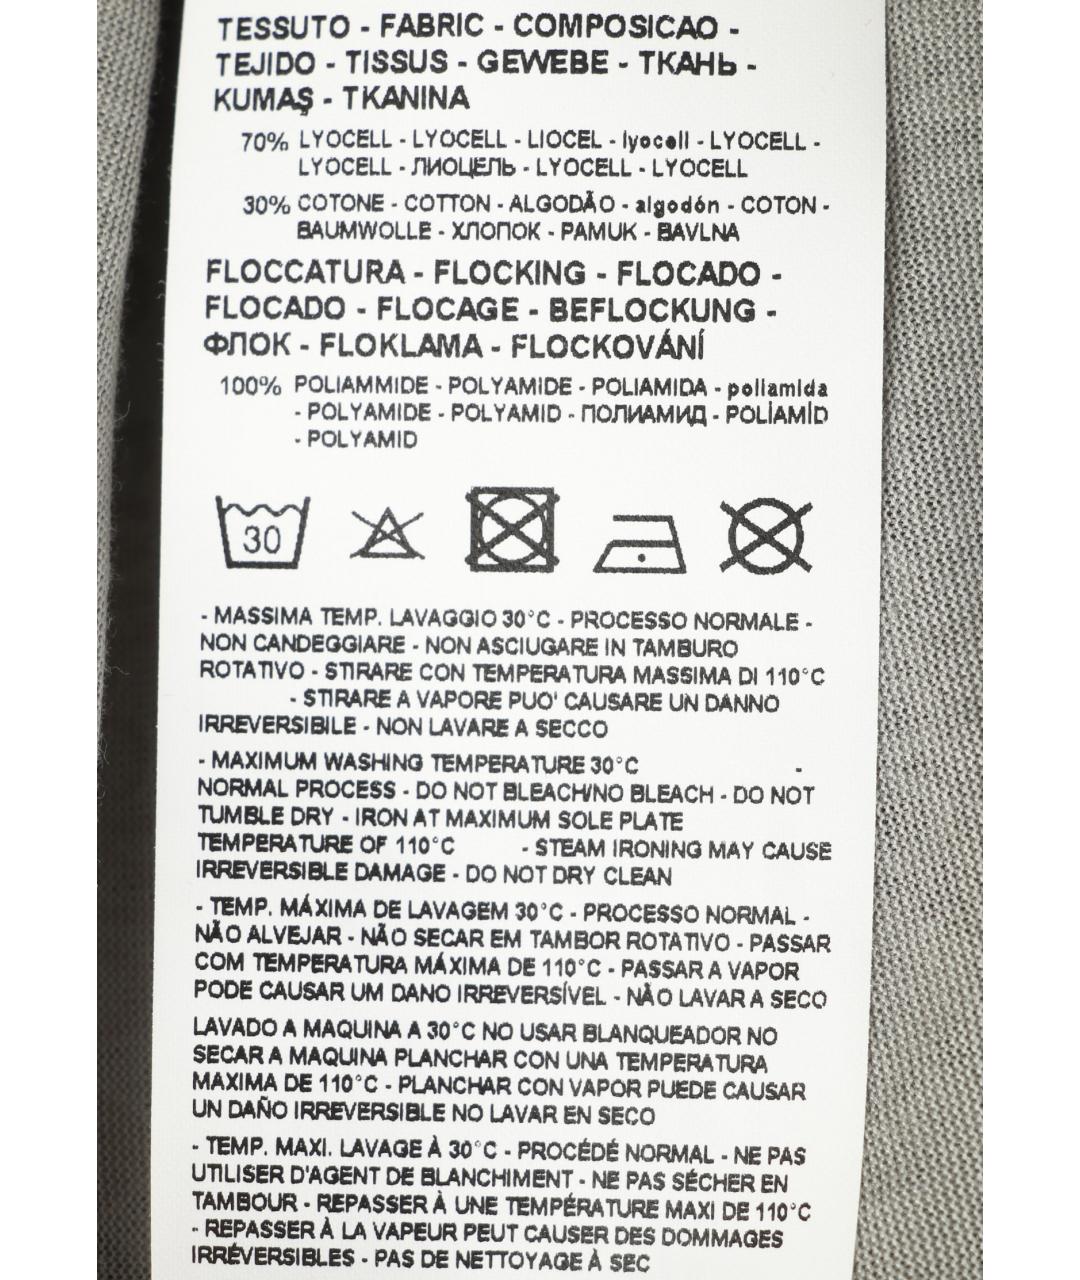 TESSUTO - FABRIC - COMPOSICAO -
TEJIDO - TISSUS - GEWEBE - ТКАНЬ -
KUMAŞ - TKANINA
70% LYOCELL - LYOCELL - LIOCEL - lyocell - LYOCELL -
LYOCELL - ЛИОЦЕЛЬ - LYOCELL - LYOCELL
30% COTONE - COTTON - ALGODÃO - algodón - COTON -
BAUMWOLLE - ХЛОПОК - PAMUK - BAVLNA
FLOCCATURA - FLOCKING - FLOCADO -
FLOCADO - FLOCAGE - BEFLOCKUNG -
ФЛОК - FLOKLAMA - FLOCKOVÁNÍ
100% POLIAMMIDE - POLYAMIDE - POLIAMIDA - poliamida
- POLYAMIDE - POLYAMID - ПОЛИАМИД - POLİAMİD
- POLYAMID
30
- MASSIMA TEMP. LAVAGGIO 30°C - PROCESSO NORMALE -
NON CANDEGGIARE - NON ASCIUGARE IN TAMBURO
ROTATIVO - STIRARE CON TEMPERATURA MASSIMA DI 110°C
- STIRARE A VAPORE PUO' CAUSARE UN DANNO
IRREVERSIBILE - NON LAVARE A SECCO
- MAXIMUM WASHING TEMPERATURE 30°C -
NORMAL PROCESS - DO NOT BLEACH/NO BLEACH - DO NOT
TUMBLE DRY - IRON AT MAXIMUM SOLE PLATE
TEMPERATURE OF 110°C - STEAM IRONING MAY CAUSE
IRREVERSIBLE DAMAGE - DO NOT DRY CLEAN
- TEMP. MÁXIMA DE LAVAGEM 30°C - PROCESSO NORMAL -
NÃO ALVEJAR - NÃO SECAR EM TAMBOR ROTATIVO - PASSAR
COM TEMPERATURA MÁXIMA DE 110°C - PASSAR A VAPOR
PODE CAUSAR UM DANO IRREVERSÍVEL - NÃO LAVAR A SECO
LAVADO A MAQUINA A 30°C NO USAR BLANQUEADOR NO
SECAR A MAQUINA PLANCHAR CON UNA TEMPERATURA
MAXIMA DE 110°C - PLANCHAR CON VAPOR PUEDE CAUSAR
UN DAÑO IRREVERSIBLE NO LAVAR EN SECO
- TEMP. MAXI. LAVAGE À 30°C - PROCÉDÉ NORMAL - NE PAS
UTILISER D'AGENT DE BLANCHIMENT - NE PAS SÉCHER EN
TAMBOUR - REPASSER À UNE TEMPÉRATURE MAXI DE 110°C
- REPASSER À LA VAPEUR PEUT CAUSER DES DOMMAGES
IRRÉVERSIBLES - PAS DE NETTOYAGE À SEC